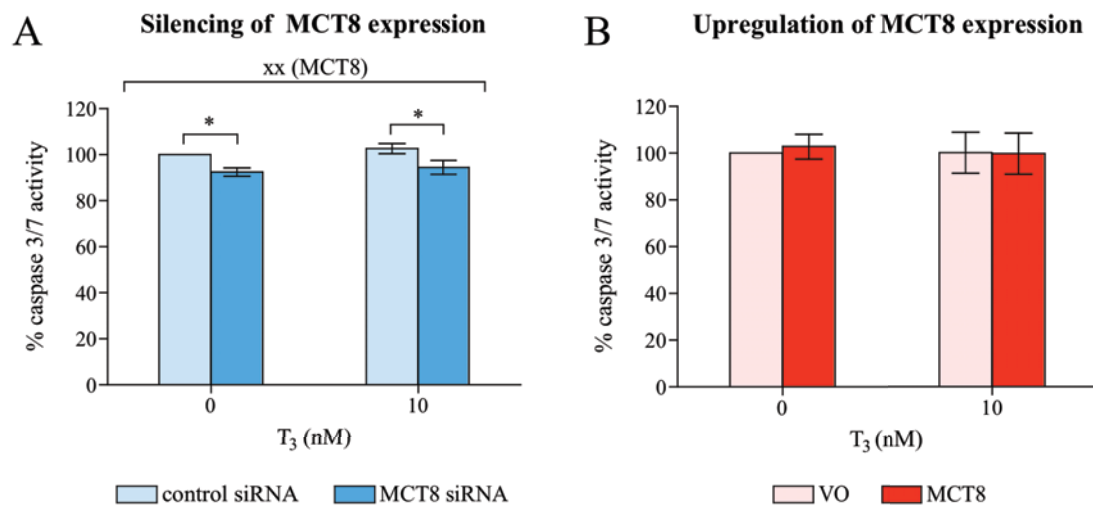 A
Silencing of MCT8 expression
xx (MCT8)
120
100
80
60
40
20
0
% caspase 3/7 activity
*
*
0
10
T₃ (nM)
control siRNA
MCT8 siRNA
B
Upregulation of MCT8 expression
120
100
80
60
40
20
0
% caspase 3/7 activity
0
10
T₃ (nM)
VO
MCT8